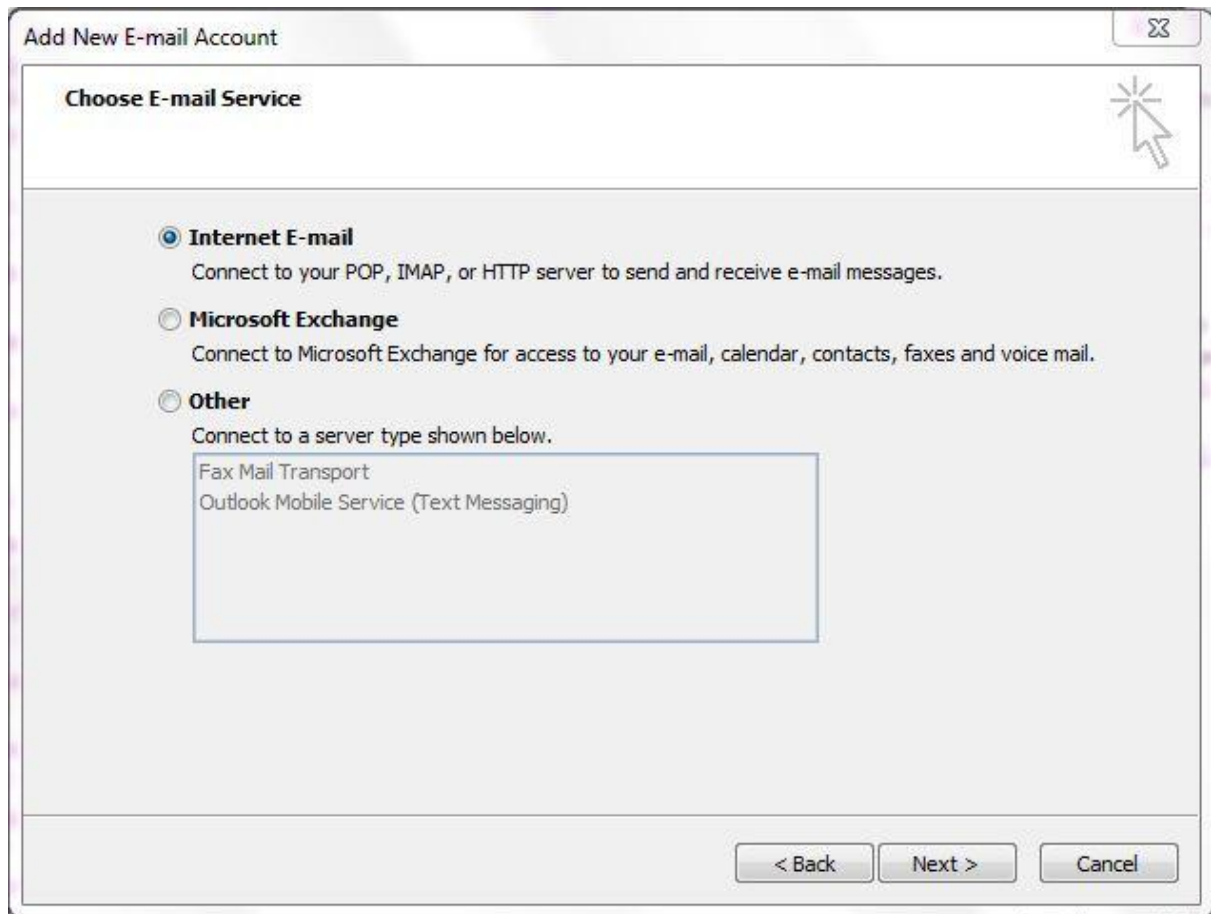 Add New E-mail Account
Choose E-mail Service
Internet E-mail
Connect to your POP, IMAP, or HTTP server to send and receive e-mail messages.
Microsoft Exchange
Connect to Microsoft Exchange for access to your e-mail, calendar, contacts, faxes and voice mail.
Other
Connect to a server type shown below.
Fax Mail Transport
Outlook Mobile Service (Text Messaging)
< Back Next > Cancel